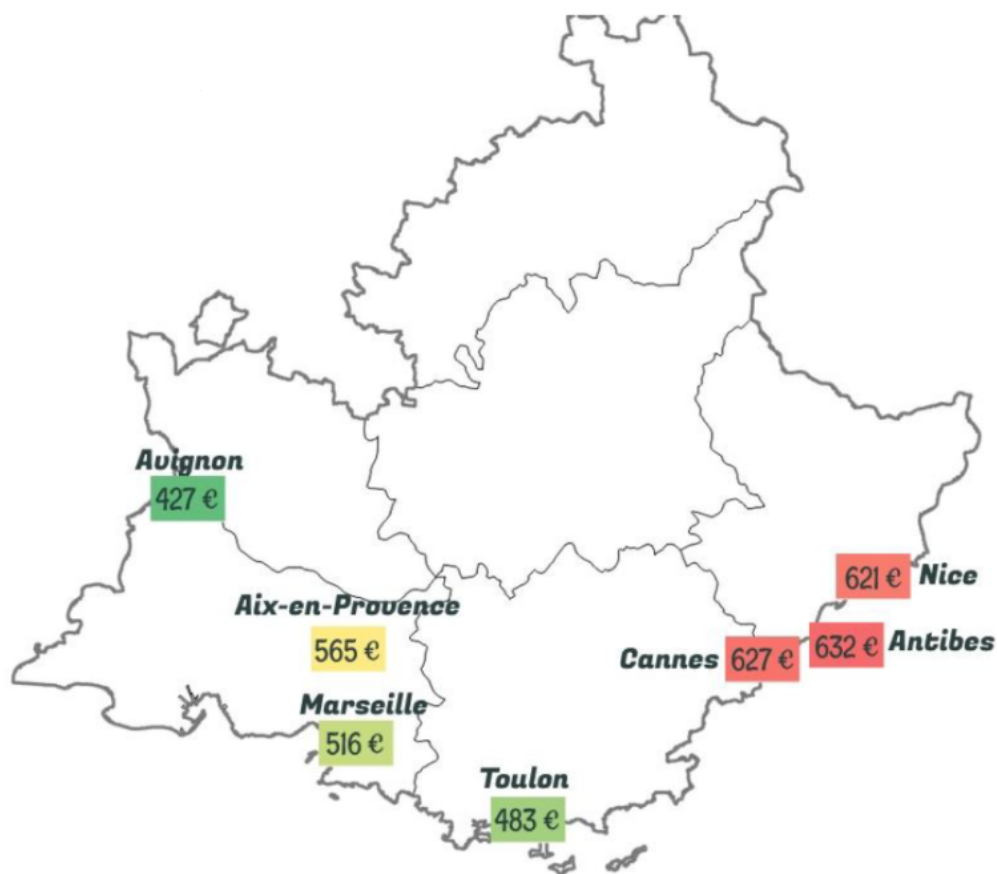 Avignon
427 €
Aix-en-Provence
565 €
621 € Nice
632 € Antibes
Cannes 627 €
Marseille
516 €
Toulon
483 €